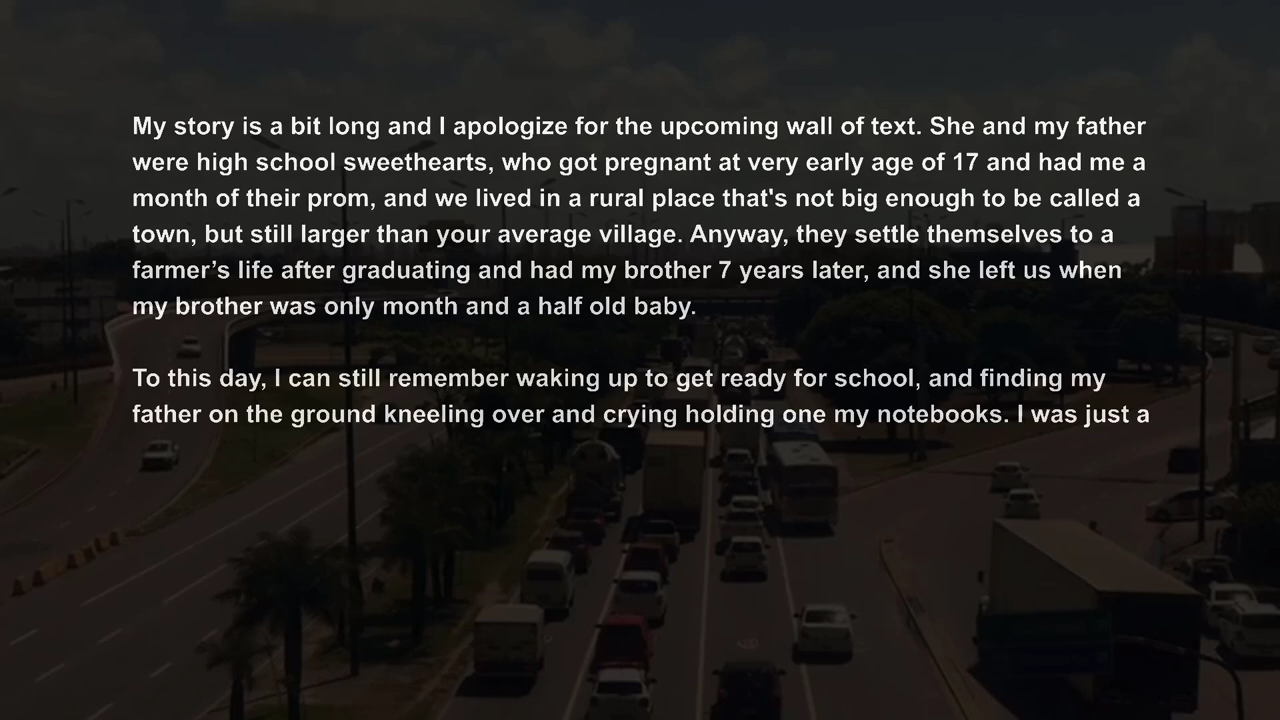 My story is a bit long and I apologize for the upcoming wall of text. She and my father
were high school sweethearts, who got pregnant at very early age of 17 and had me a
month of their prom, and we lived in a rural place that's not big enough to be called a
town, but still larger than your average village. Anyway, they settle themselves to a
farmer’s life after graduating and had my brother 7 years later, and she left us when
my brother was only month and a half old baby.
To this day, I can still remember waking up to get ready for school, and finding my
father on the ground kneeling over and crying holding one my notebooks. I was just a